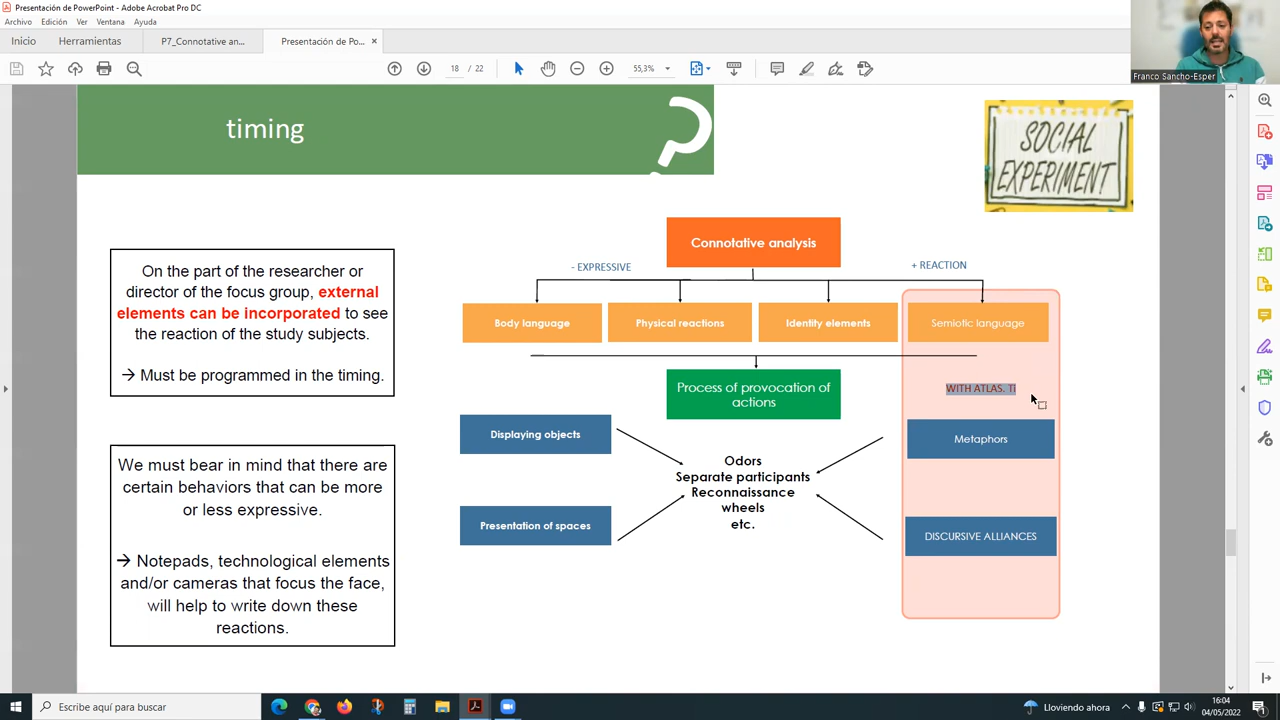 Presentación de PowerPoint - Adobe Acrobat Pro DC
Archivo Edición Ver Ventana Ayuda
Inicio Herramientas P7_Connotative an... Presentación de Po... ×
18 / 22 55,3%
Franco Sancho-Esper
timing
SOCIAL
EXPERIMENT
On the part of the researcher or
director of the focus group, external
elements can be incorporated to see
the reaction of the study subjects.
→ Must be programmed in the timing.
We must bear in mind that there are
certain behaviors that can be more
or less expressive.
→ Notepads, technological elements
and/or cameras that focus the face,
will help to write down these
reactions.
Connotative analysis
- EXPRESSIVE
+ REACTION
Body language
Physical reactions
Identity elements
Semiotic language
Process of provocation of
actions
WITH ATLAS. TI
Displaying objects
Metaphors
Odors
Separate participants
Reconnaissance
wheels
etc.
Presentation of spaces
DISCURSIVE ALLIANCES
Escribe aquí para buscar
Lloviendo ahora
16:04
04/05/2022